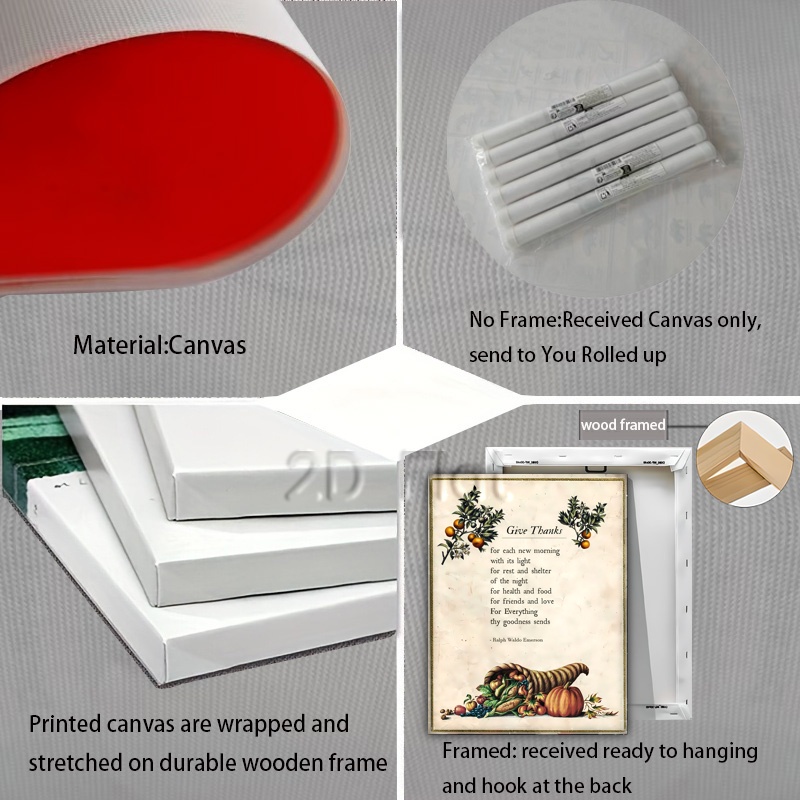 Material:Canvas
No Frame:Received Canvas only,
send to You Rolled up
2D Flat
wood framed
Give Thanks
for each new morning
with its light
for rest and shelter
of the night
for health and food
for friends and love
For Everything
thy goodness sends
- Ralph Waldo Emerson
Printed canvas are wrapped and
stretched on durable wooden frame
Framed: received ready to hanging
and hook at the back